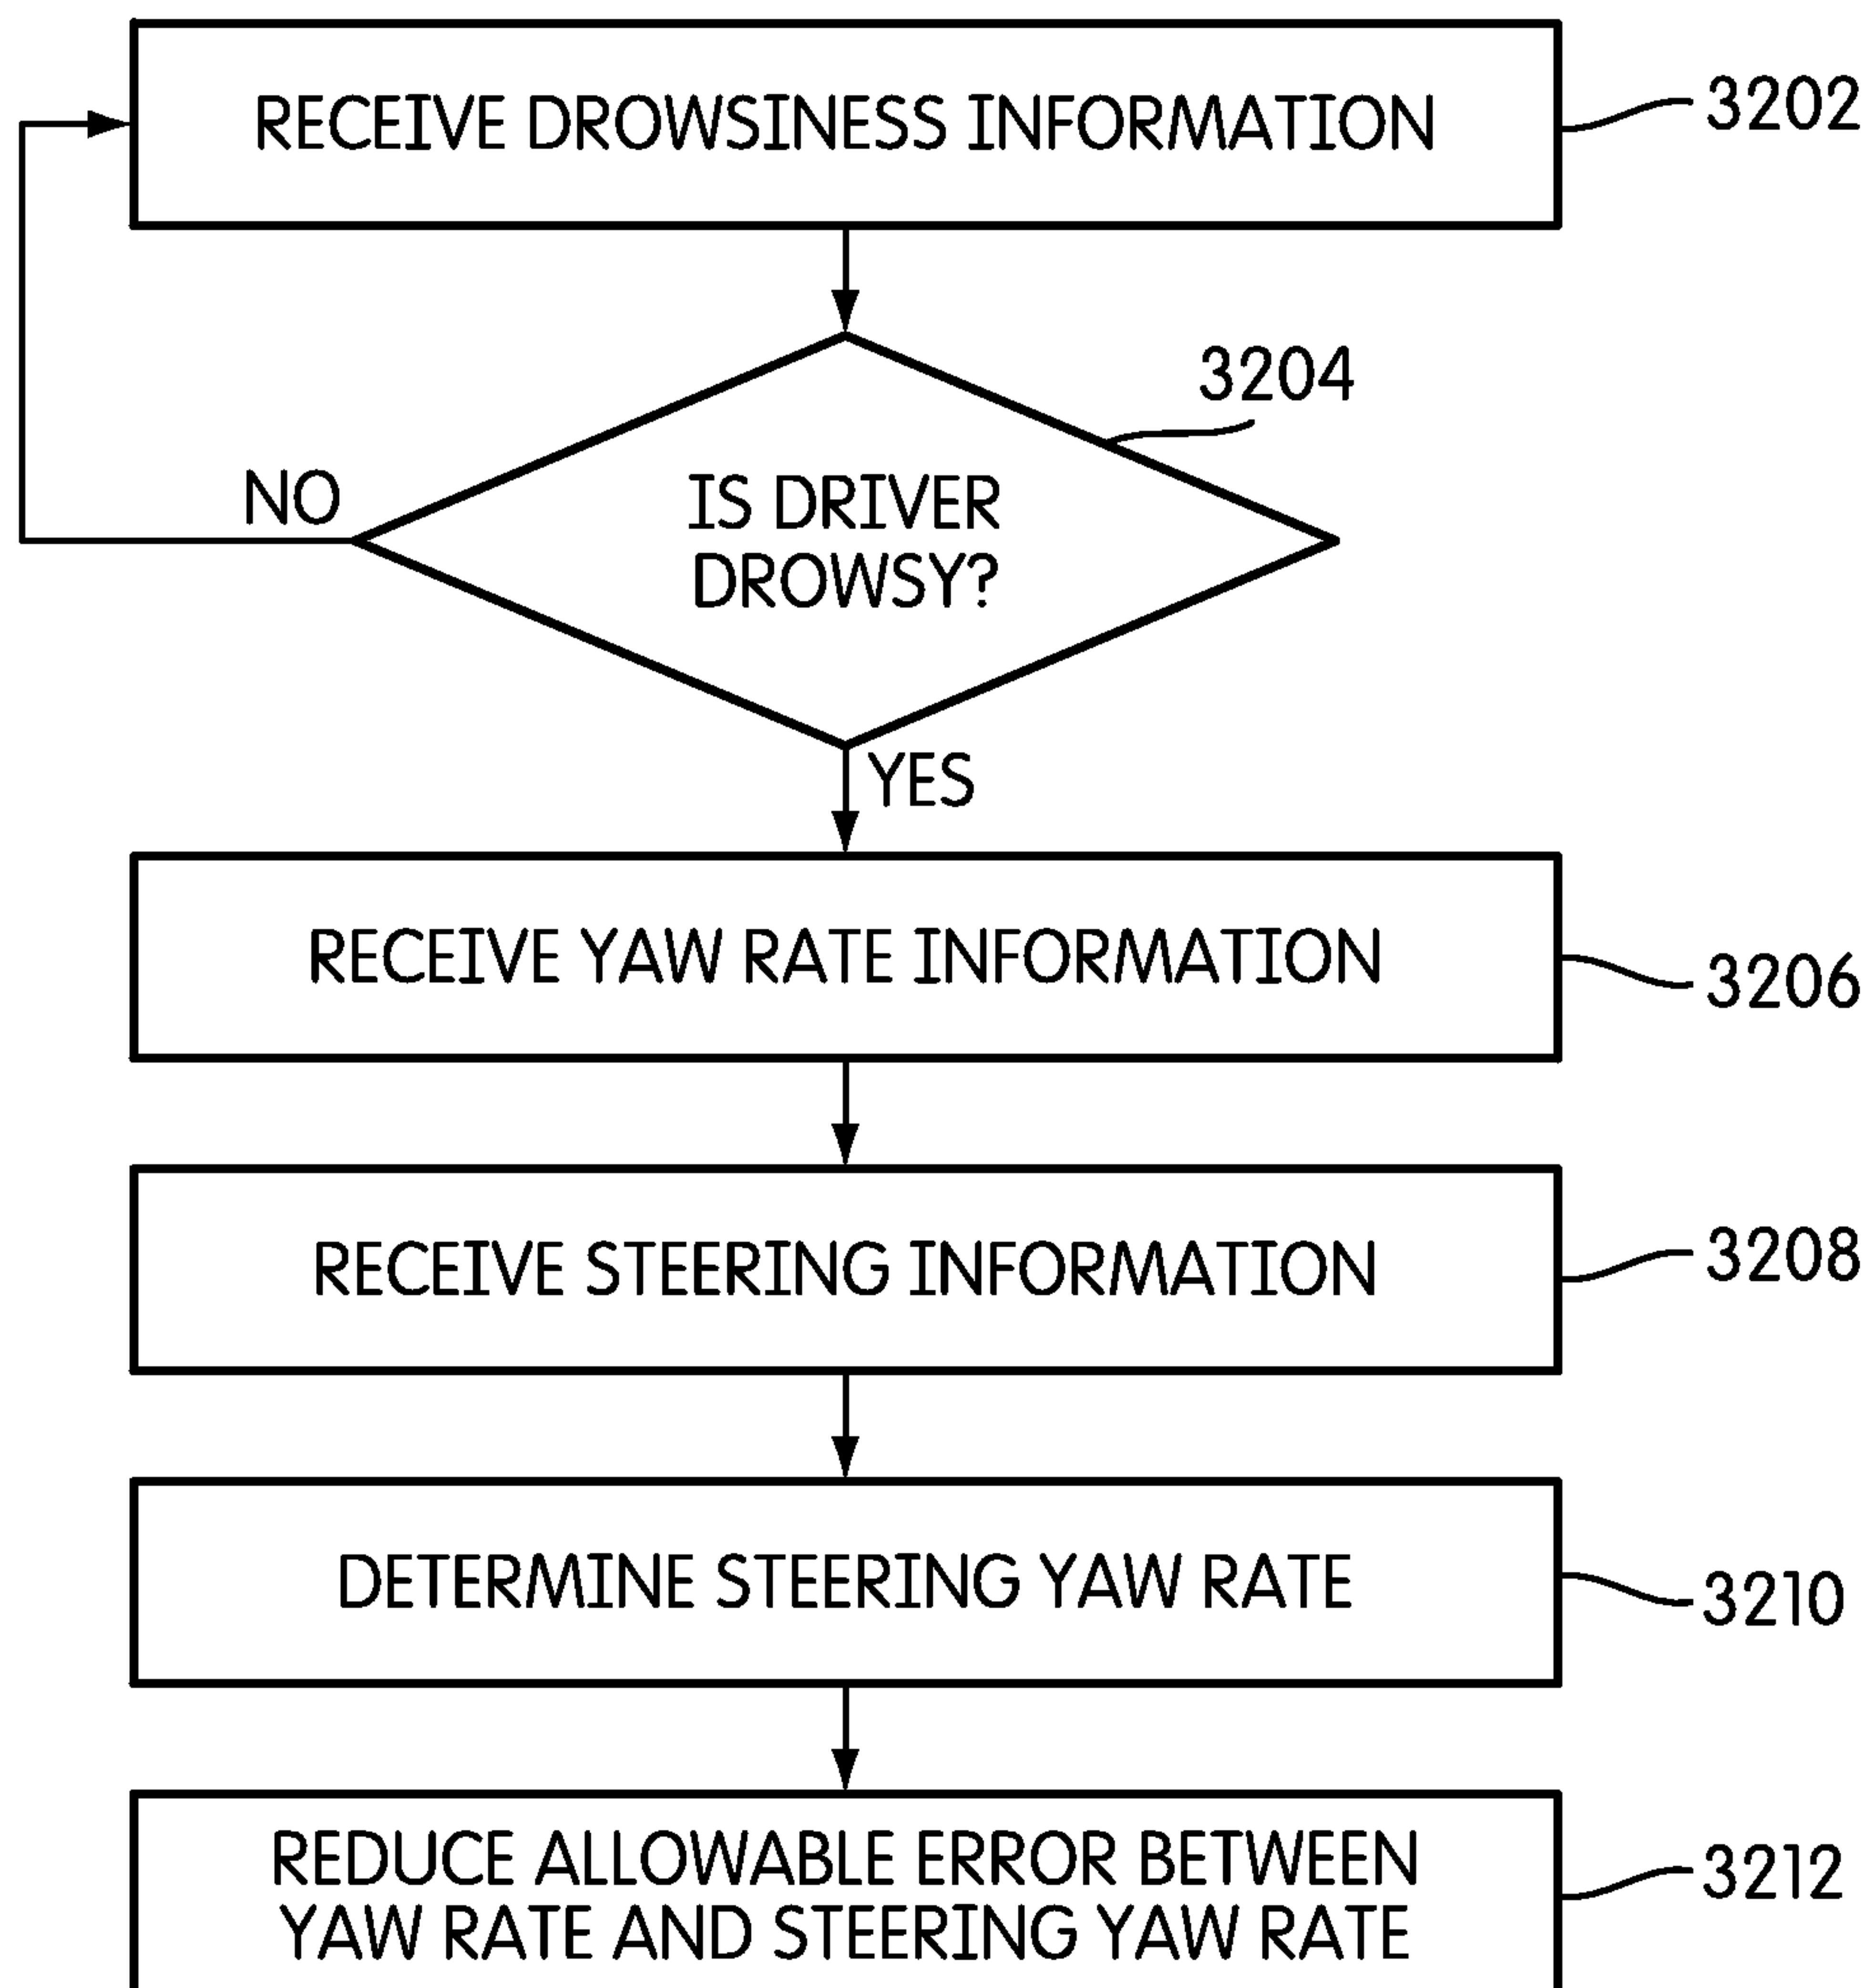 RECEIVE DROWSINESS INFORMATION
3202
3204
IS DRIVER
DROWSY?
NO
YES
RECEIVE YAW RATE INFORMATION
3206
RECEIVE STEERING INFORMATION
3208
DETERMINE STEERING YAW RATE
3210
REDUCE ALLOWABLE ERROR BETWEEN
YAW RATE AND STEERING YAW RATE
3212